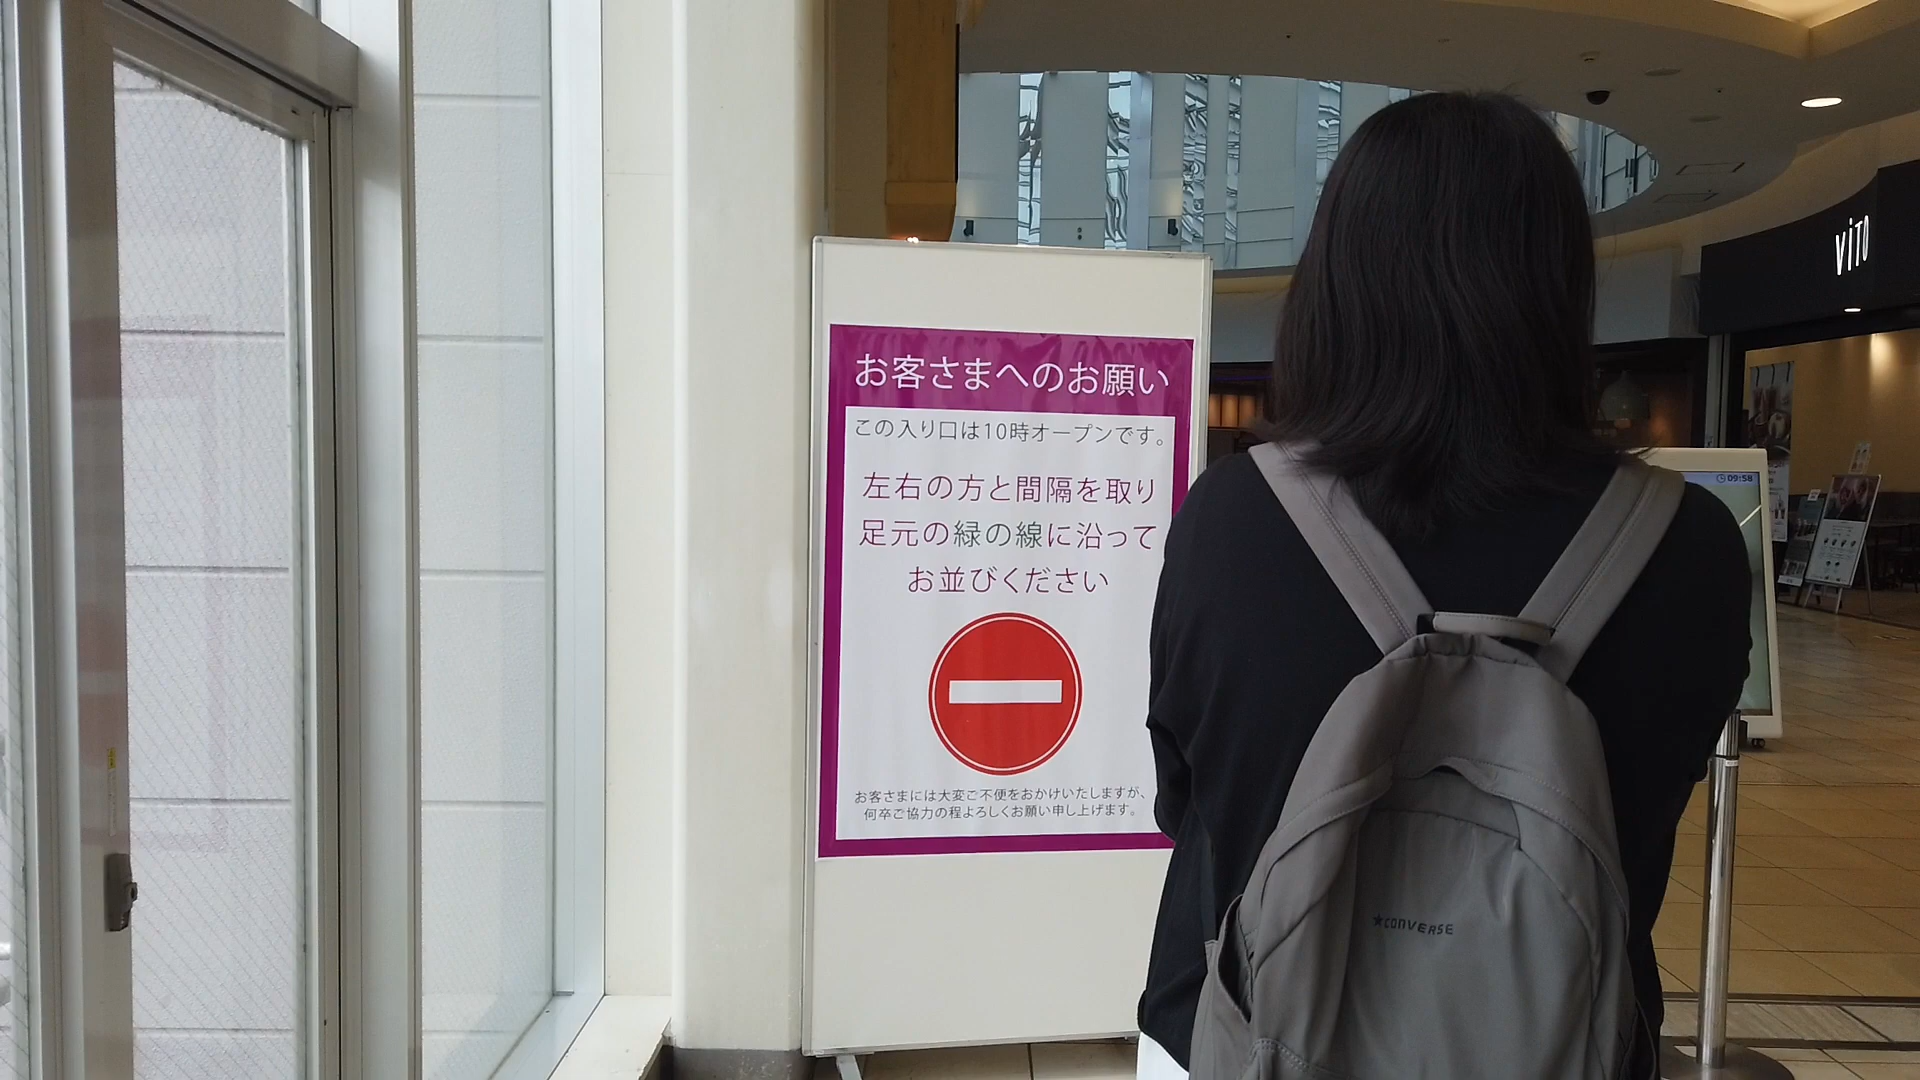 お客さまへのお願い
この入り口は10時オープンです。
左右の方と間隔を取り
足元の緑の線に沿って
お並びください
お客さまには大変ご不便をおかけいたしますが、
何卒ご協力の程よろしくお願い申し上げます。
CONVERSE
09:58
ViTO